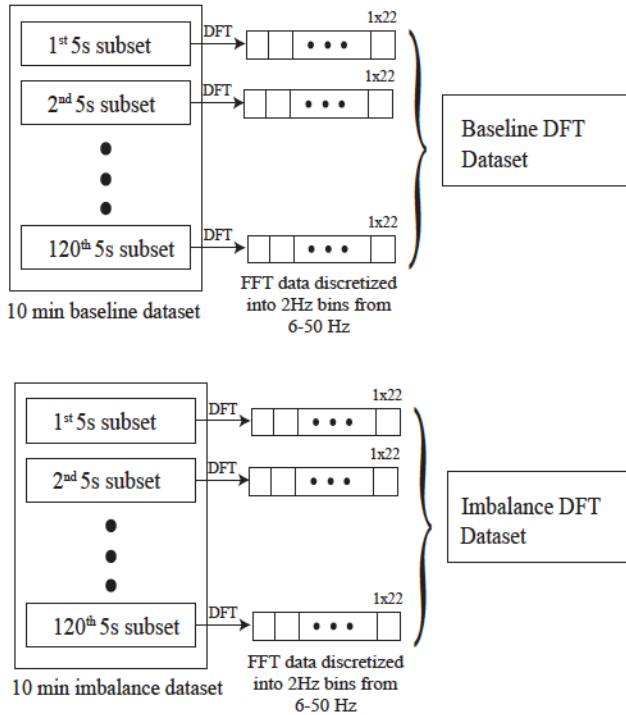 1st 5s subset
DFT
1x22
2nd 5s subset
DFT
1x22
120th 5s subset
DFT
1x22
10 min baseline dataset
FFT data discretized
into 2Hz bins from
6-50 Hz
Baseline DFT
Dataset
1st 5s subset
DFT
1x22
2nd 5s subset
DFT
1x22
120th 5s subset
DFT
1x22
10 min imbalance dataset
FFT data discretized
into 2Hz bins from
6-50 Hz
Imbalance DFT
Dataset